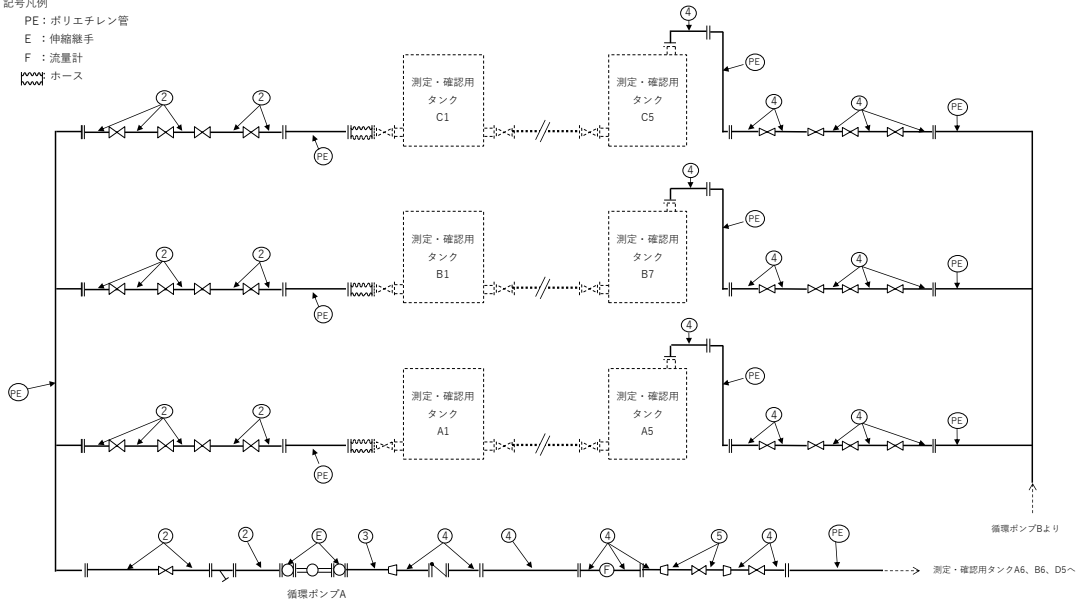 記号凡例
PE：ポリエチレン管
E ：伸縮継手
F ：流量計
：ホース
4
PE
2
2
測定・確認用
タンク
C1
測定・確認用
タンク
C5
4
4
PE
PE
4
PE
2
2
測定・確認用
タンク
B1
測定・確認用
タンク
B7
4
4
PE
PE
4
PE
2
2
測定・確認用
タンク
A1
測定・確認用
タンク
A5
4
4
PE
PE
PE
循環ポンプBより
2
2
E
3
4
4
4
5
4
PE
F
測定・確認用タンクA6、B6、D5へ
循環ポンプA